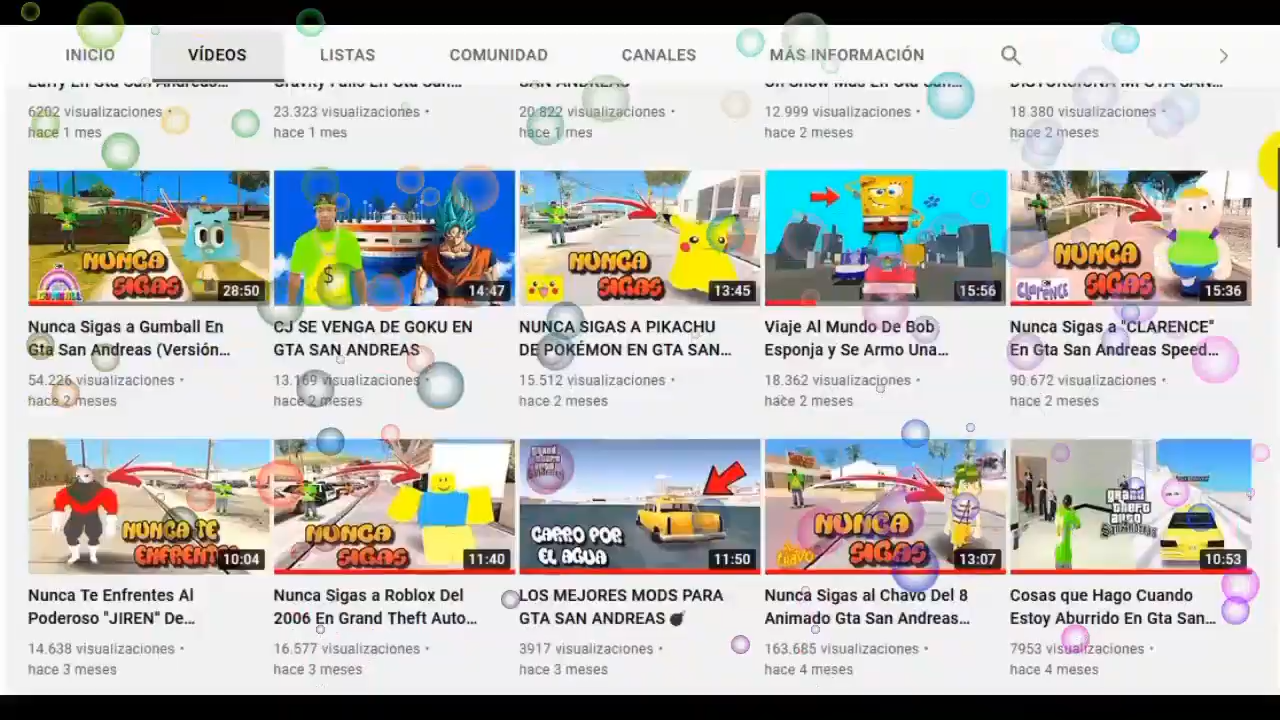 INICIO VÍDEOS LISTAS COMUNIDAD CANALES MÁS INFORMACIÓN
6202 visualizaciones • 23.323 visualizaciones • 20.822 visualizaciones • 12.999 visualizaciones • 18.380 visualizaciones •
hace 1 mes hace 1 mes hace 1 mes hace 2 meses hace 2 meses
NUNCA SIGAS 28:50
$ 14:47
NUNCA SIGAS 13:45
15:56
CLARENCE NUNCA SIGAS 15:36
Nunca Sigas a Gumball En CJ SE VENGA DE GOKU EN NUNCA SIGAS A PIKACHU Viaje Al Mundo De Bob Nunca Sigas a "CLARENCE"
Gta San Andreas (Versión... GTA SAN ANDREAS DE POKÉMON EN GTA SAN... Esponja y Se Armo Una... En Gta San Andreas Speed...
54.226 visualizaciones • 13.169 visualizaciones 15.512 visualizaciones • 18.362 visualizaciones • 90.672 visualizaciones •
hace 2 meses hace 2 meses hace 2 meses hace 2 meses hace 2 meses
NUNCA TE ENFRENT 10:04
NUNCA SIGAS 11:40
CARRO POR EL AGUA 11:50
NUNCA SIGAS 13:07
grand theft auto San Andreas 10:53
Nunca Te Enfrentes Al Nunca Sigas a Roblox Del LOS MEJORES MODS PARA Nunca Sigas al Chavo Del 8 Cosas que Hago Cuando
Poderoso "JIREN" De... 2006 En Grand Theft Auto... GTA SAN ANDREAS 💣 Animado Gta San Andreas... Estoy Aburrido En Gta San...
14.638 visualizaciones • 16.577 visualizaciones • 3917 visualizaciones • 163.685 visualizaciones • 7953 visualizaciones •
hace 3 meses hace 3 meses hace 3 meses hace 4 meses hace 4 meses